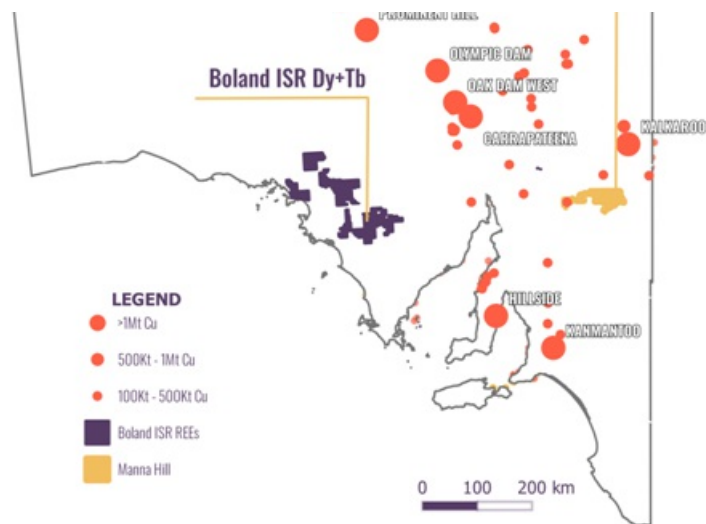 PROMINENT HILL
OLYMPIC DAM
Boland ISR Dy+Tb
OAK DAM WEST
CARRAPATEENA
KALKAROO
LEGEND
>1Mt Cu
500Kt - 1Mt Cu
100Kt - 500Kt Cu
Boland ISR REEs
Manna Hill
HILLSIDE
KANMANTOO
0 100 200 km